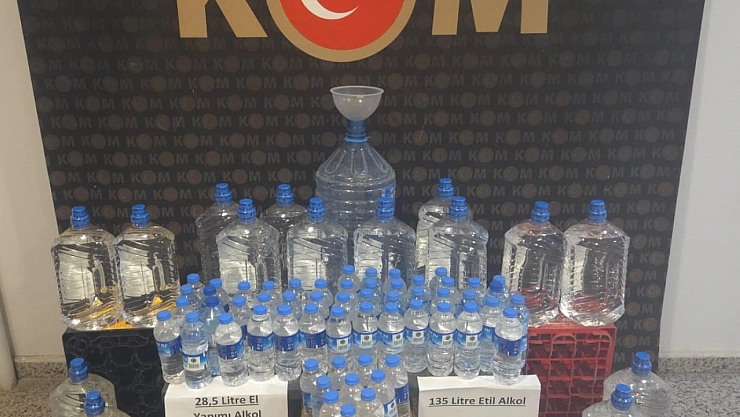 KOM
28,5 Litre El
Yapımı Alkol
135 Litre Etil Alkol